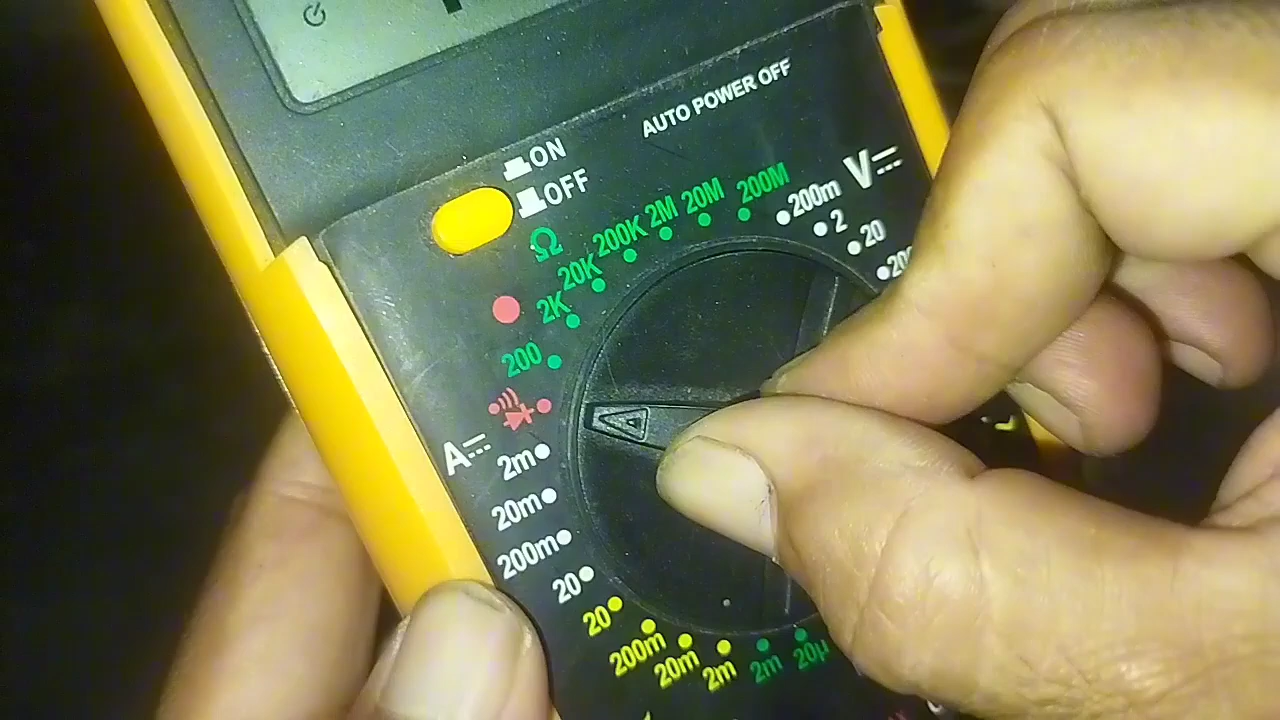 ON
OFF
AUTO POWER OFF
Ω
200
2K
20K
200K
2M
20M
200M
V
200m
2
20
A
2m
20m
200m
20
20
200m
20m
2m
2m
20µ